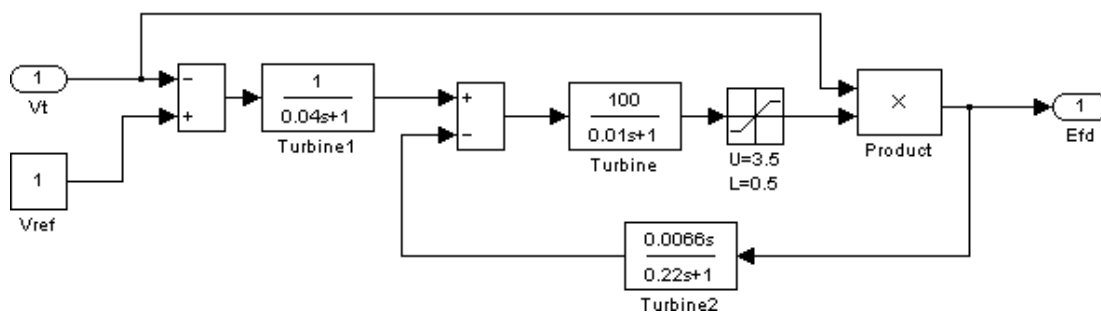 1
Vt
1
Vref
−
+
1
0.04s+1
Turbine1
+
−
100
0.01s+1
Turbine
U=3.5
L=0.5
×
Product
1
Efd
0.0066s
0.22s+1
Turbine2